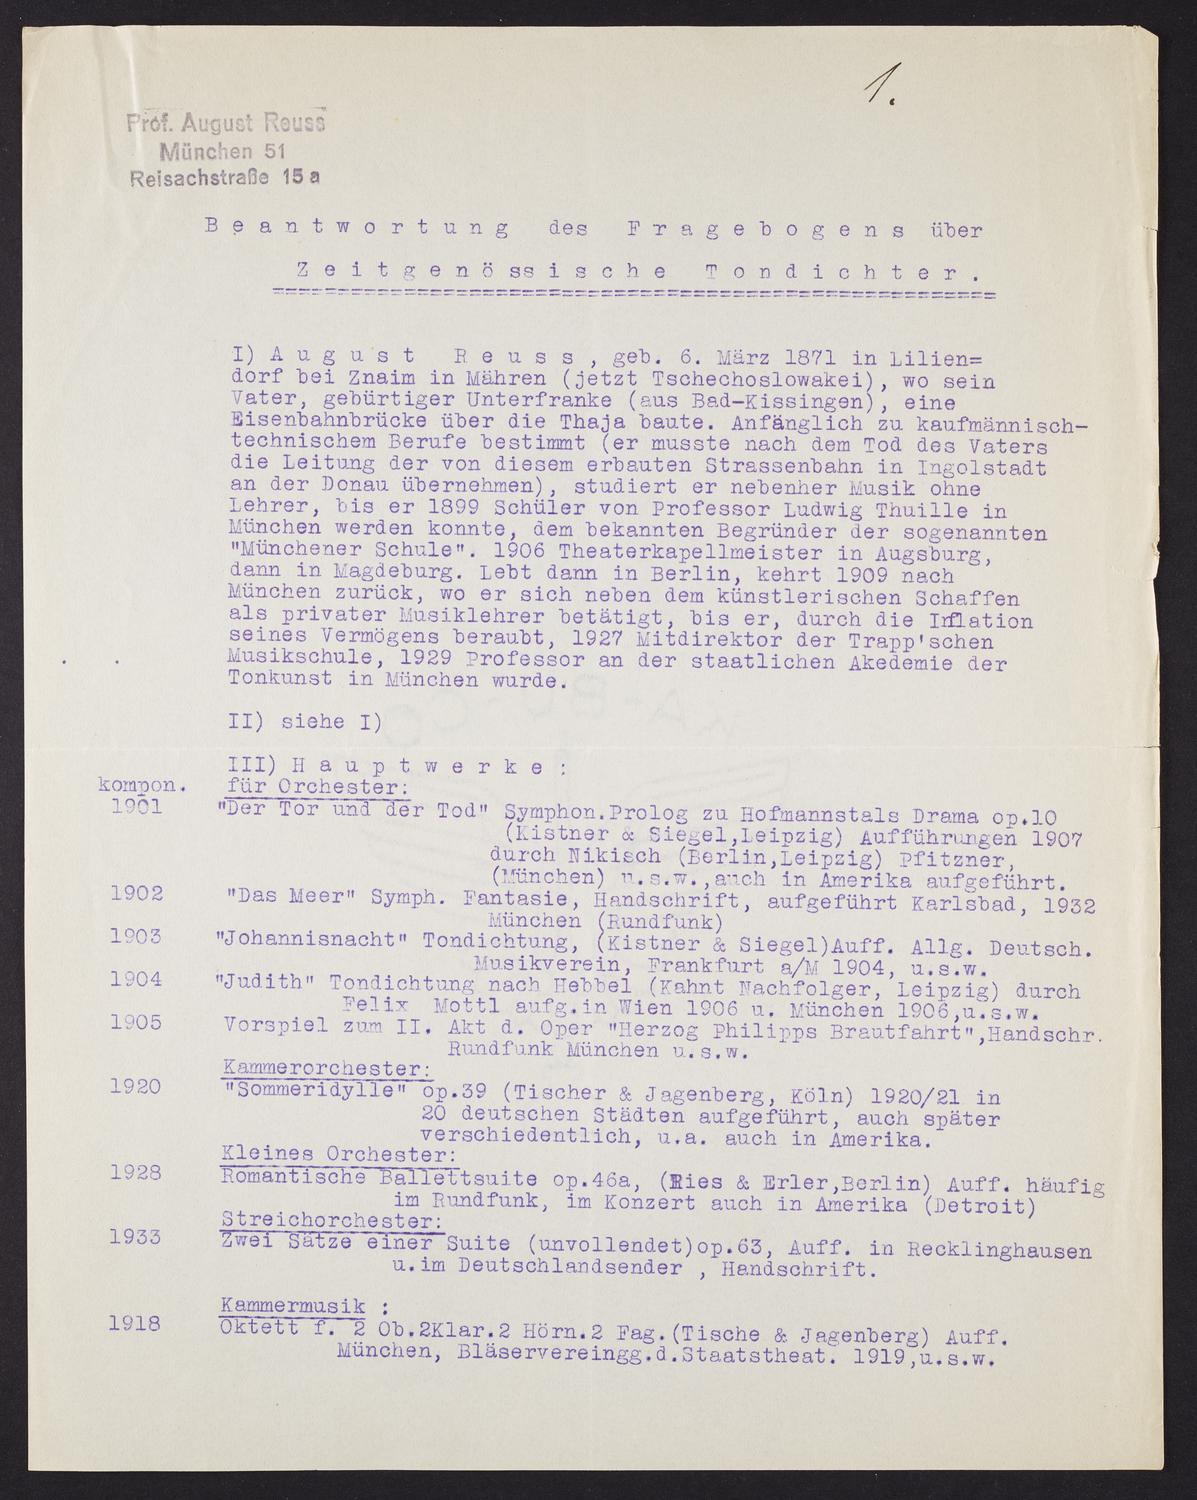 1.
Prof. August Reuss
München 51
Reisachstraße 15a
Beantwortung des Fragebogens über
Zeitgenössische Tondichter.
I) August Reuss, geb. 6. März 1871 in Lilien=
dorf bei Znaim in Mähren (jetzt Tschechoslowakei), wo sein
Vater, gebürtiger Unterfranke (aus Bad-Kissingen), eine
Eisenbahnbrücke über die Thaja baute. Anfänglich zu kaufmännisch-
technischem Berufe bestimmt (er musste nach dem Tod des Vaters
die Leitung der von diesem erbauten Strassenbahn in Ingolstadt
an der Donau übernehmen), studiert er nebenher Musik ohne
Lehrer, bis er 1899 Schüler von Professor Ludwig Thuille in
München werden konnte, dem bekannten Begründer der sogenannten
"Münchener Schule". 1906 Theaterkapellmeister in Augsburg,
dann in Magdeburg. Lebt dann in Berlin, kehrt 1909 nach
München zurück, wo er sich neben dem künstlerischen Schaffen
als privater Musiklehrer betätigt, bis er, durch die Inflation
seines Vermögens beraubt, 1927 Mitdirektor der Trapp'schen
Musikschule, 1929 Professor an der staatlichen Akedemie der
Tonkunst in München wurde.
II) siehe I)
III) Hauptwerke:
kompon. für Orchester:
1901 "Der Tor und der Tod" Symphon.Prolog zu Hofmannstals Drama op.10
(Kistner & Siegel,Leipzig) Aufführungen 1907
durch Nikisch (Berlin,Leipzig) Pfitzner,
(München) u.s.w.,auch in Amerika aufgeführt.
1902 "Das Meer" Symph. Fantasie, Handschrift, aufgeführt Karlsbad, 1932
München (Rundfunk)
1903 "Johannisnacht" Tondichtung, (Kistner & Siegel)Auff. Allg. Deutsch.
Musikverein, Frankfurt a/M 1904, u.s.w.
1904 "Judith" Tondichtung nach Hebbel (Kahnt Nachfolger, Leipzig) durch
Felix Mottl aufg.in Wien 1906 u. München 1906,u.s.w.
1905 Vorspiel zum II. Akt d. Oper "Herzog Philipps Brautfahrt",Handschr.
Rundfunk München u.s.w.
Kammerorchester:
1920 "Sommeridylle" op.39 (Tischer & Jagenberg, Köln) 1920/21 in
20 deutschen Städten aufgeführt, auch später
verschiedentlich, u.a. auch in Amerika.
Kleines Orchester:
1928 Romantische Ballettsuite op.46a, (Ries & Erler,Berlin) Auff. häufig
im Rundfunk, im Konzert auch in Amerika (Detroit)
Streichorchester:
1933 Zwei Sätze einer Suite (unvollendet)op.63, Auff. in Recklinghausen
u.im Deutschlandsender , Handschrift.
Kammermusik :
1918 Oktett f. 2 Ob.2Klar.2 Hörn.2 Fag.(Tische & Jagenberg) Auff.
München, Bläservereingg.d.Staatstheat. 1919,u.s.w.